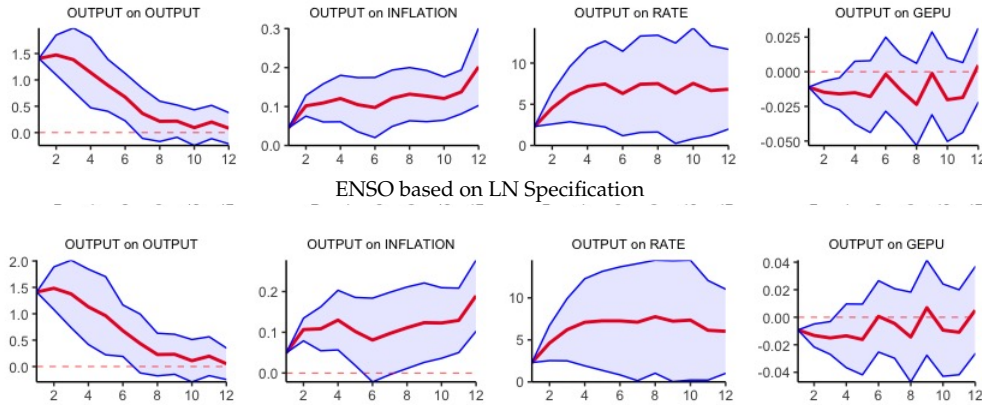 OUTPUT on OUTPUT OUTPUT on INFLATION OUTPUT on RATE OUTPUT on GEPU
1.5 1.0 0.5 0.0
0.3 0.2 0.1 0.0
10 5 0
0.025 0.000 -0.025 -0.050
2 4 6 8 10 12 2 4 6 8 10 12 2 4 6 8 10 12 2 4 6 8 10 12
ENSO based on LN Specification
OUTPUT on OUTPUT OUTPUT on INFLATION OUTPUT on RATE OUTPUT on GEPU
2.0 1.5 1.0 0.5 0.0
0.2 0.1 0.0
10 5 0
0.04 0.02 0.00 -0.02 -0.04
2 4 6 8 10 12 2 4 6 8 10 12 2 4 6 8 10 12 2 4 6 8 10 12